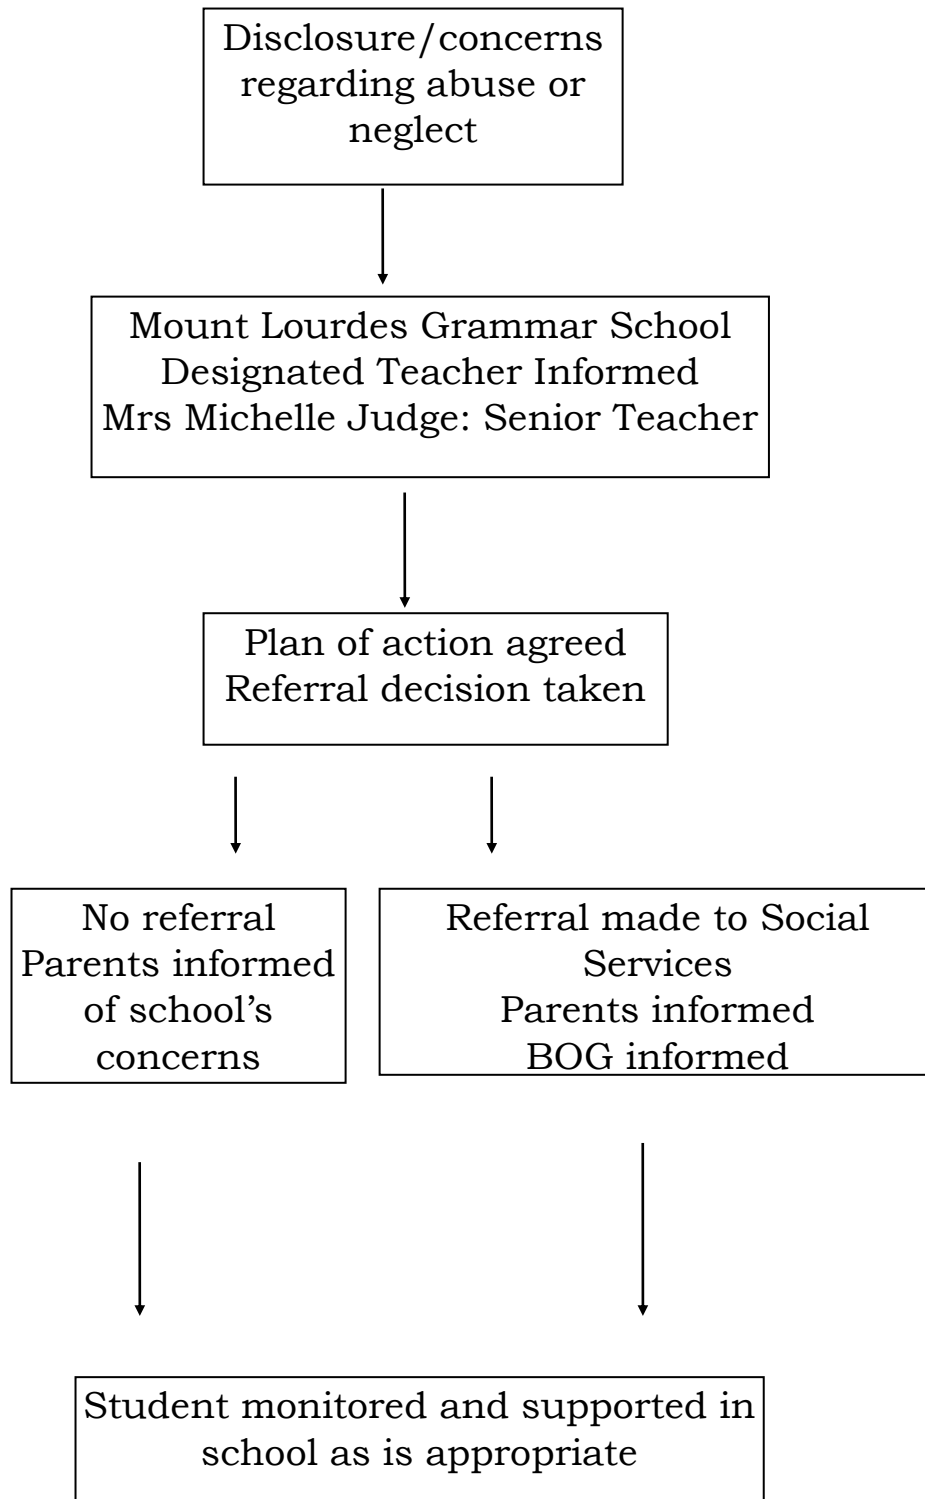 Disclosure/concerns
regarding abuse or
neglect
Mount Lourdes Grammar School
Designated Teacher Informed
Mrs Michelle Judge: Senior Teacher
Plan of action agreed
Referral decision taken
No referral
Parents informed
of school’s
concerns
Referral made to Social
Services
Parents informed
BOG informed
Student monitored and supported in
school as is appropriate